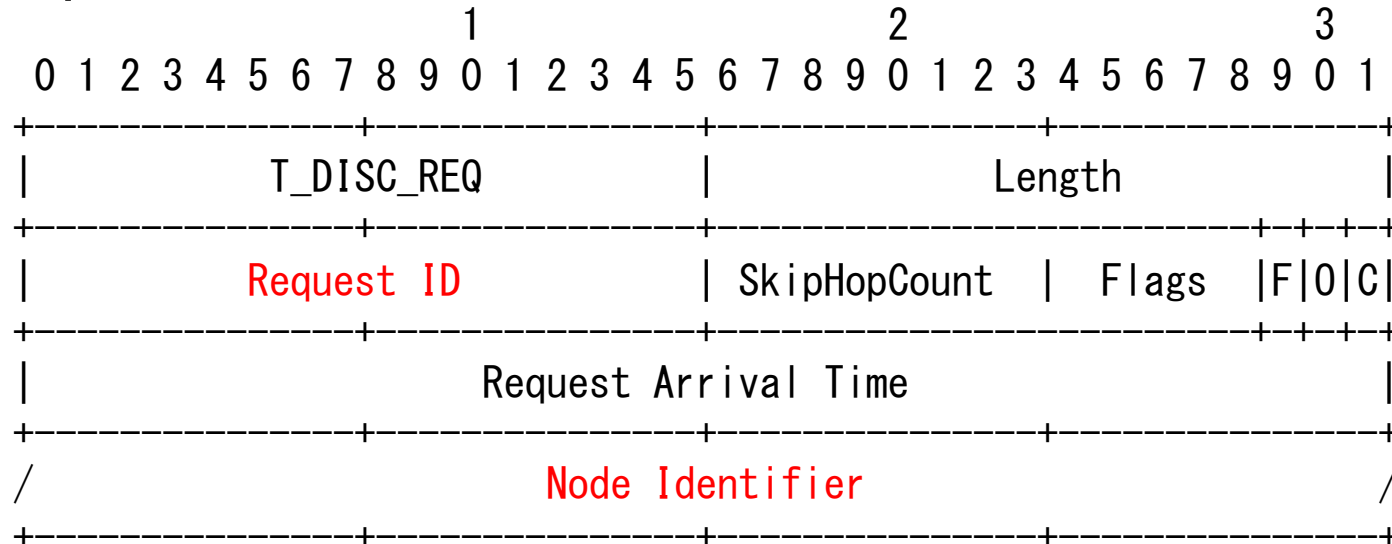 1 2 3
0 1 2 3 4 5 6 7 8 9 0 1 2 3 4 5 6 7 8 9 0 1 2 3 4 5 6 7 8 9 0 1
+---------------+---------------+---------------+---------------+
| T_DISC_REQ | Length |
+---------------+---------------+-------------------------+-+-+-+
| Request ID | SkipHopCount | Flags |F|O|C|
+---------------+---------------+-------------------------+-+-+-+
| Request Arrival Time |
+---------------+---------------+---------------+---------------+
/ Node Identifier /
+---------------+---------------+---------------+---------------+